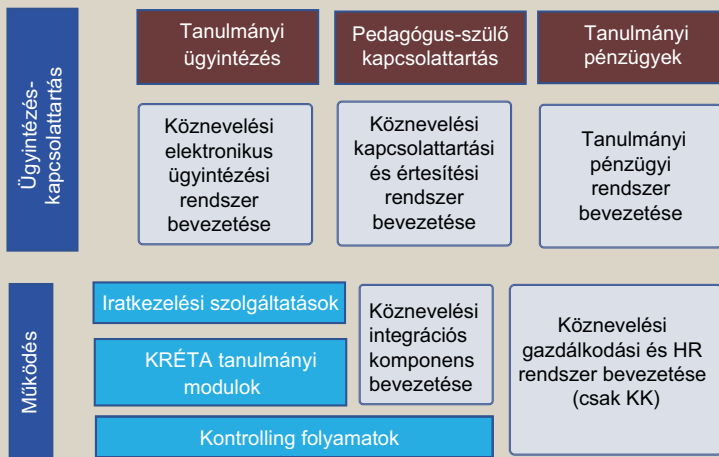 Ügyintézés-
kapcsolattartás
Tanulmányi
ügyintézés
Pedagógus-szülő
kapcsolattartás
Tanulmányi
pénzügyek
Köznevelési
elektronikus
ügyintézési
rendszer
bevezetése
Köznevelési
kapcsolattartási
és értesítési
rendszer
bevezetése
Tanulmányi
pénzügyi
rendszer
bevezetése
Működés
Iratkezelési szolgáltatások
KRÉTA tanulmányi
modulok
Kontrolling folyamatok
Köznevelési
integrációs
komponens
bevezetése
Köznevelési
gazdálkodási és HR
rendszer bevezetése
(csak KK)